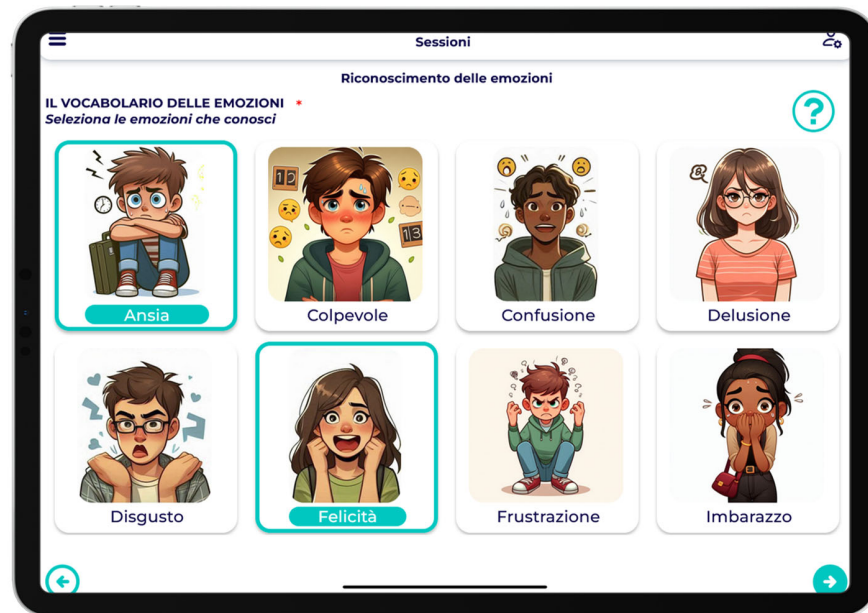 Sessioni
Riconoscimento delle emozioni
IL VOCABOLARIO DELLE EMOZIONI *
Seleziona le emozioni che conosci
?
Ansia
Colpevole
Confusione
Delusione
Disgusto
Felicità
Frustrazione
Imbarazzo